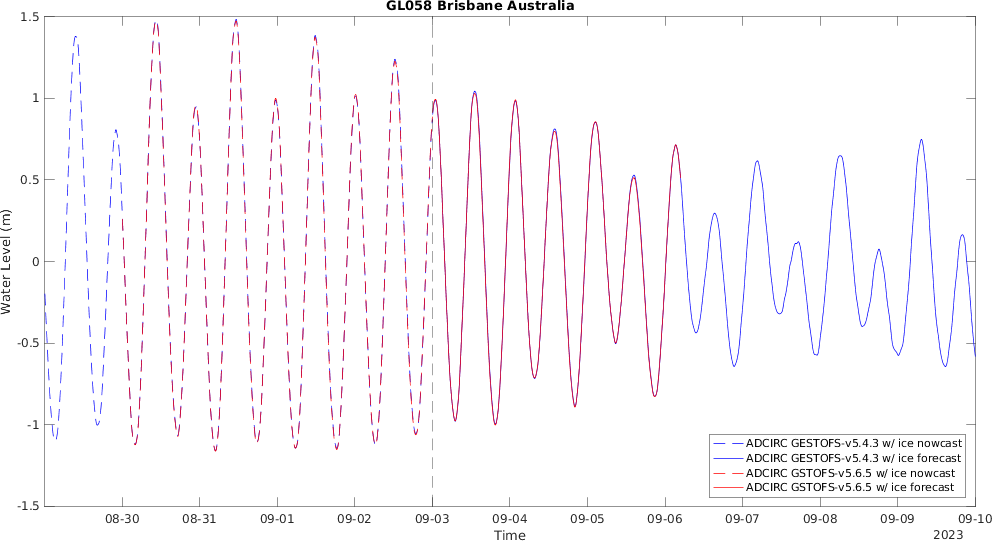 GL058 Brisbane Australia
1.5
1
0.5
0
-0.5
-1
-1.5
Water Level (m)
08-30 08-31 09-01 09-02 09-03 09-04 09-05 09-06 09-07 09-08 09-09 09-10
Time
2023
ADCIRC GESTOFS-v5.4.3 w/ ice nowcast
ADCIRC GESTOFS-v5.4.3 w/ ice forecast
ADCIRC GSTOFS-v5.6.5 w/ ice nowcast
ADCIRC GSTOFS-v5.6.5 w/ ice forecast